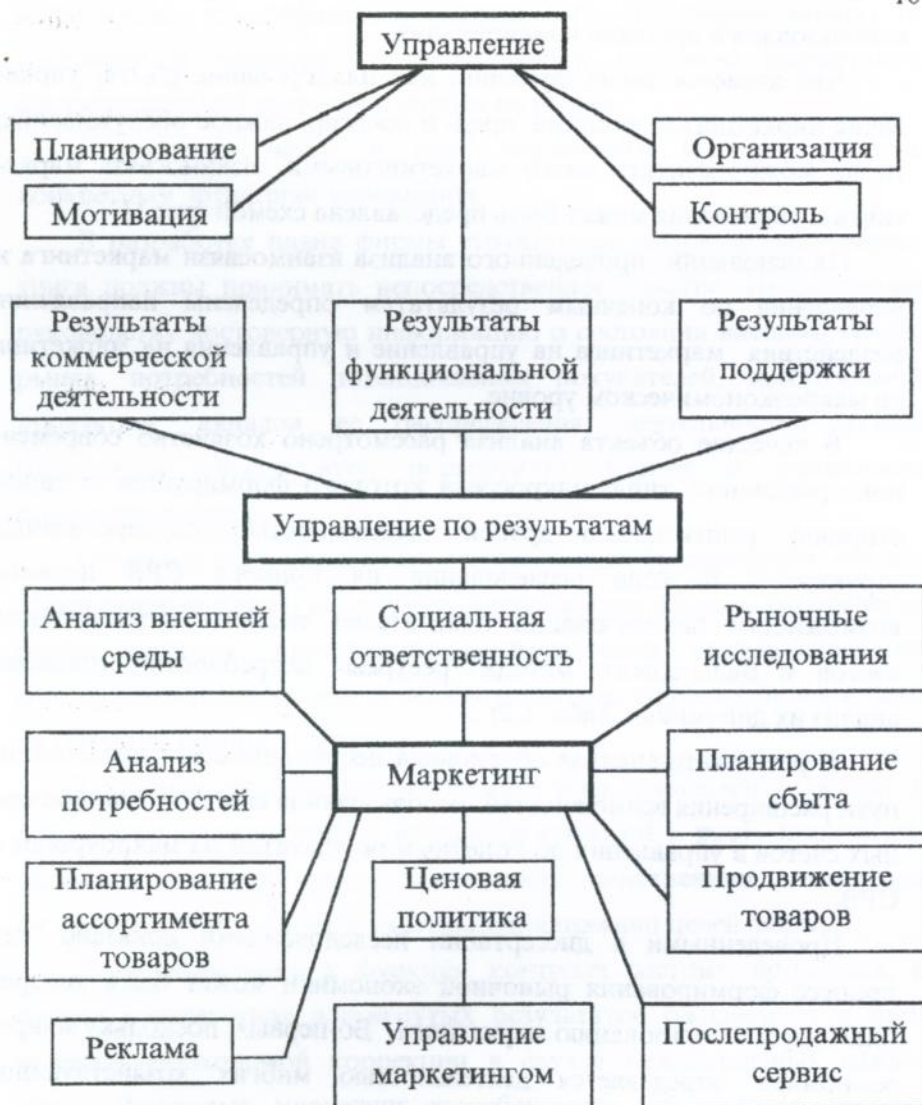 Управление
Планирование
Организация
Мотивация
Контроль
Результаты
коммерческой
деятельности
Результаты
функциональной
деятельности
Результаты
поддержки
Управление по результатам
Анализ внешней
среды
Социальная
ответственность
Рыночные
исследования
Анализ
потребностей
Маркетинг
Планирование
сбыта
Планирование
ассортимента
товаров
Ценовая
политика
Продвижение
товаров
Реклама
Управление
маркетингом
Послепродажный
сервис